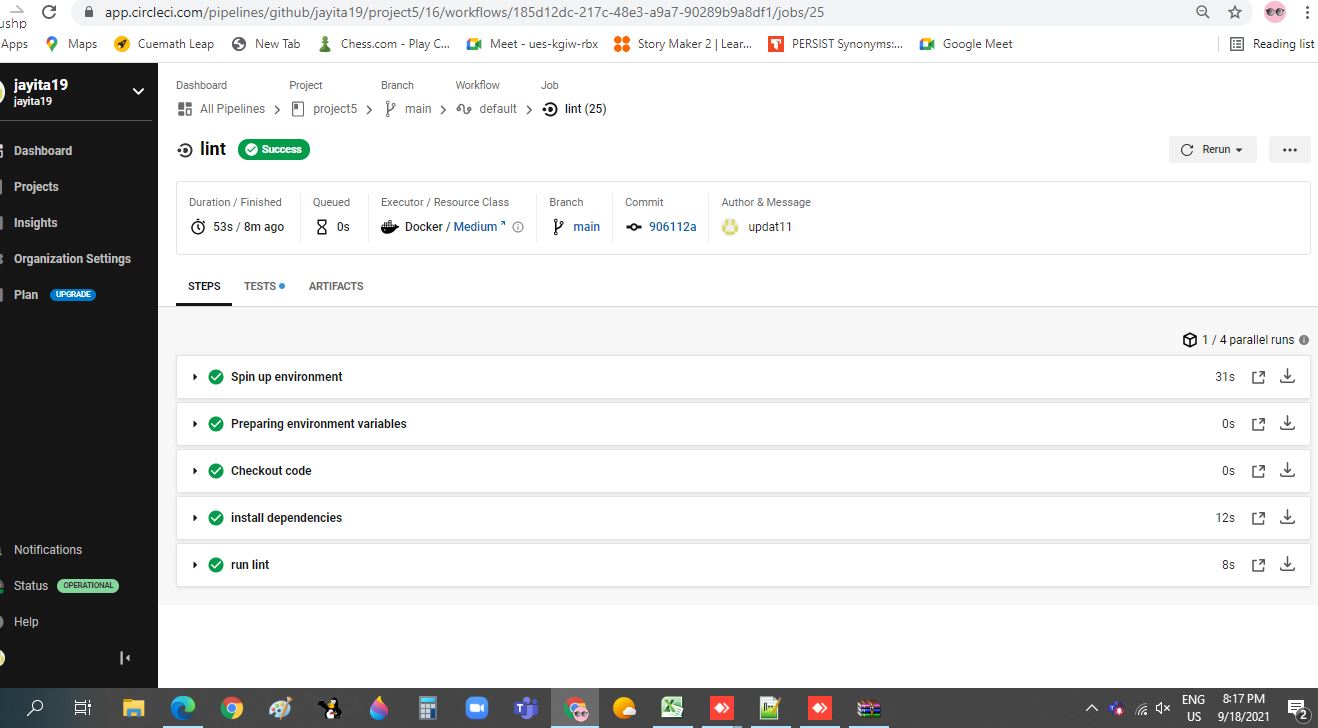 app.circleci.com/pipelines/github/jayita19/project5/16/workflows/185d12dc-217c-48e3-a9a7-90289b9a8df1/jobs/25
ushp
Apps Maps Cuemath Leap New Tab Chess.com - Play C... Meet - ues-kgiw-rbx Story Maker 2 | Lear... PERSIST Synonyms:... Google Meet Reading list
jayita19
jayita19
Dashboard
Projects
Insights
Organization Settings
Plan UPGRADE
Notifications
Status OPERATIONAL
Help
Dashboard Project Branch Workflow Job
All Pipelines project5 main default lint (25)
lint Success Rerun
Duration / Finished Queued Executor / Resource Class Branch Commit Author & Message
53s / 8m ago 0s Docker / Medium main 906112a updat11
STEPS TESTS ARTIFACTS
1 / 4 parallel runs
Spin up environment 31s
Preparing environment variables 0s
Checkout code 0s
install dependencies 12s
run lint 8s
ENG 8:17 PM
US 9/18/2021 2